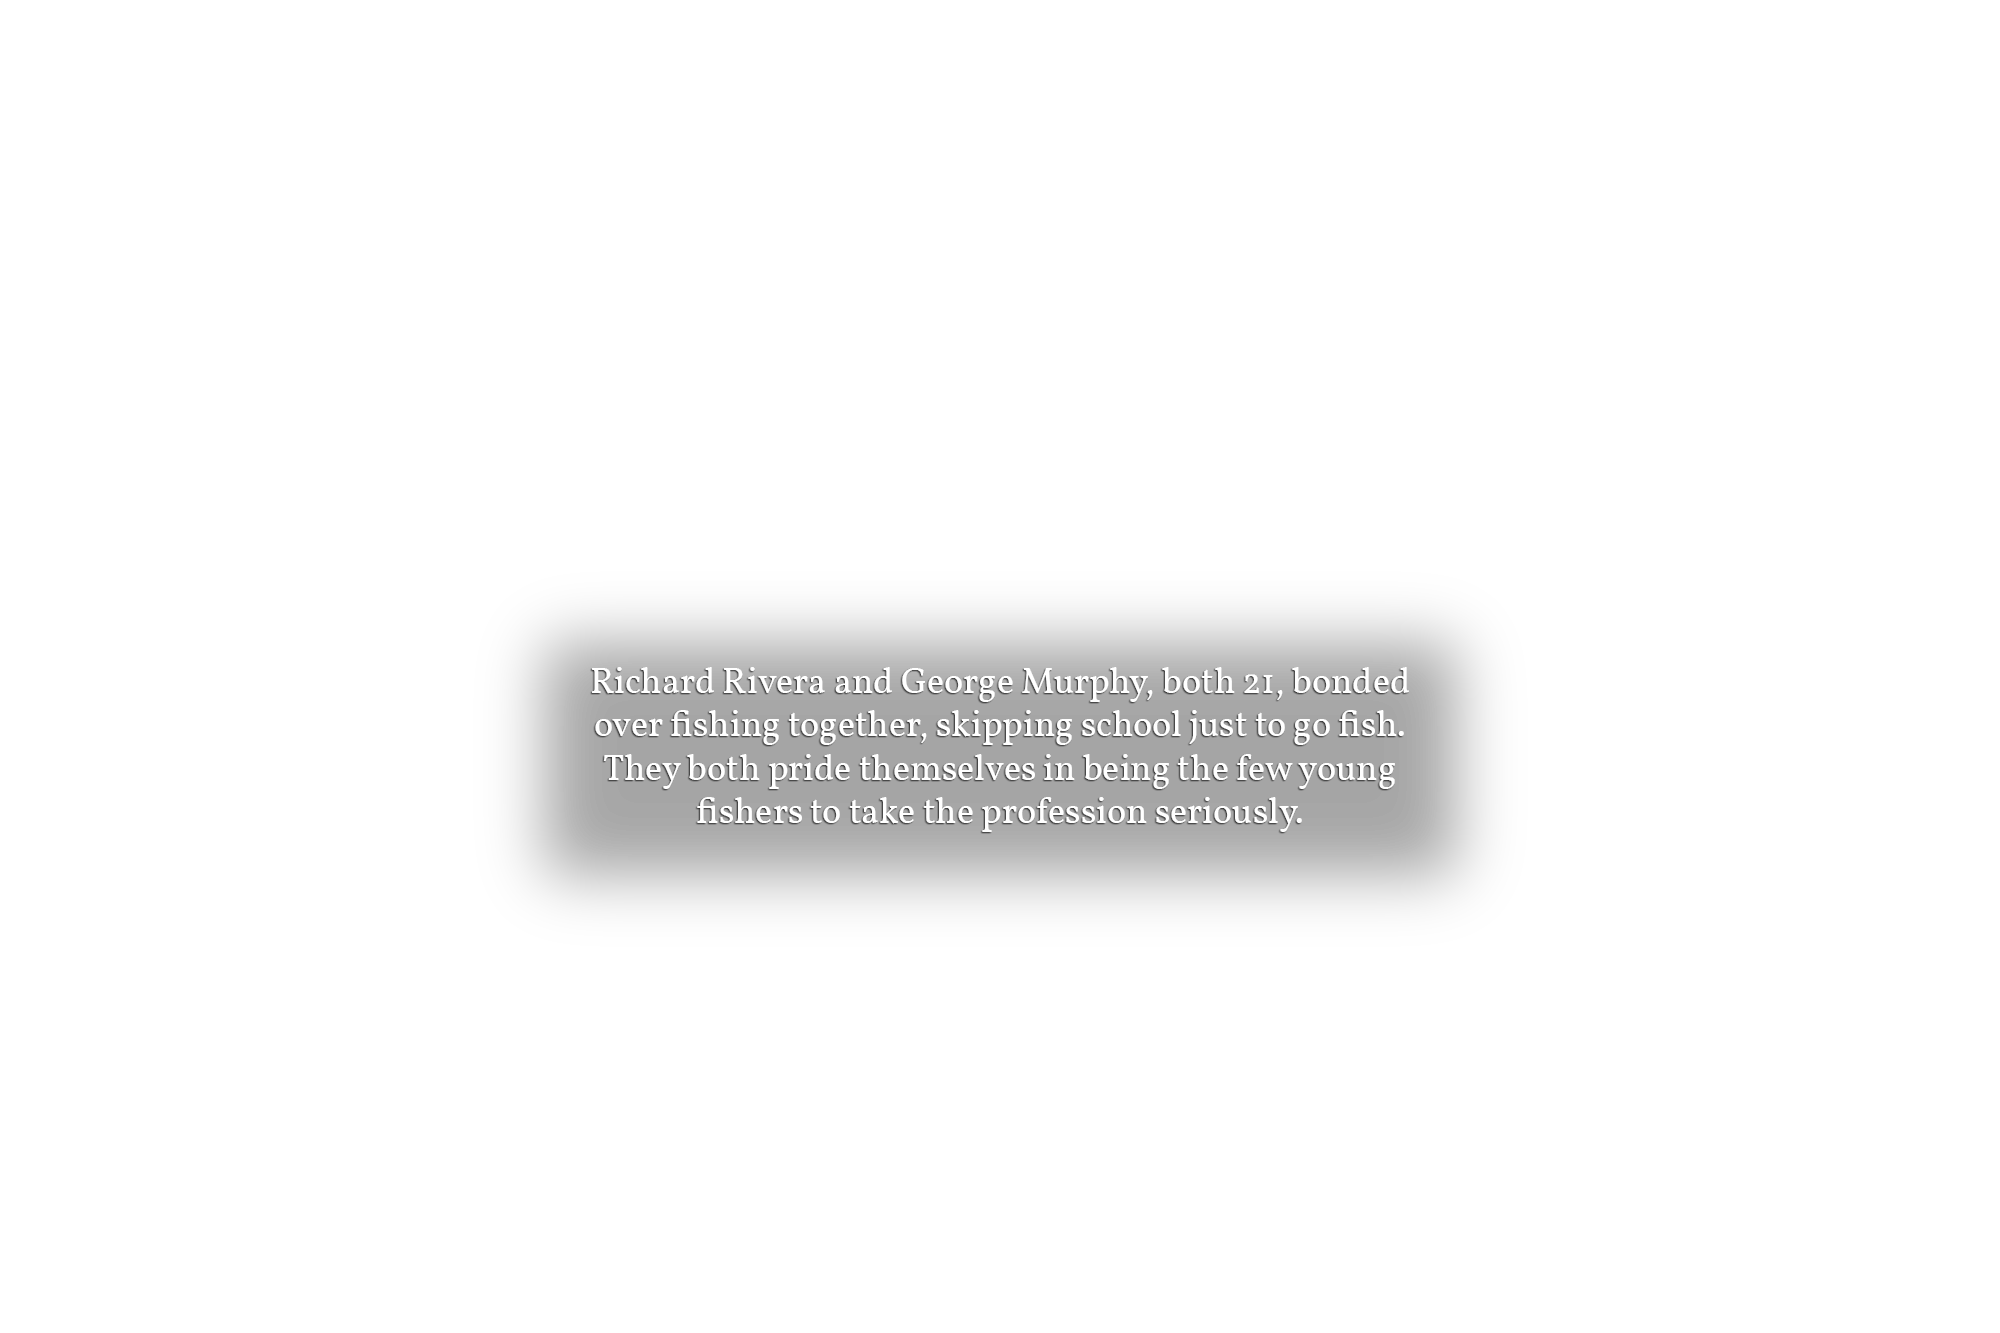 Richard Rivera and George Murphy, both 21, bonded
over fishing together, skipping school just to go fish.
They both pride themselves in being the few young
fishers to take the profession seriously.